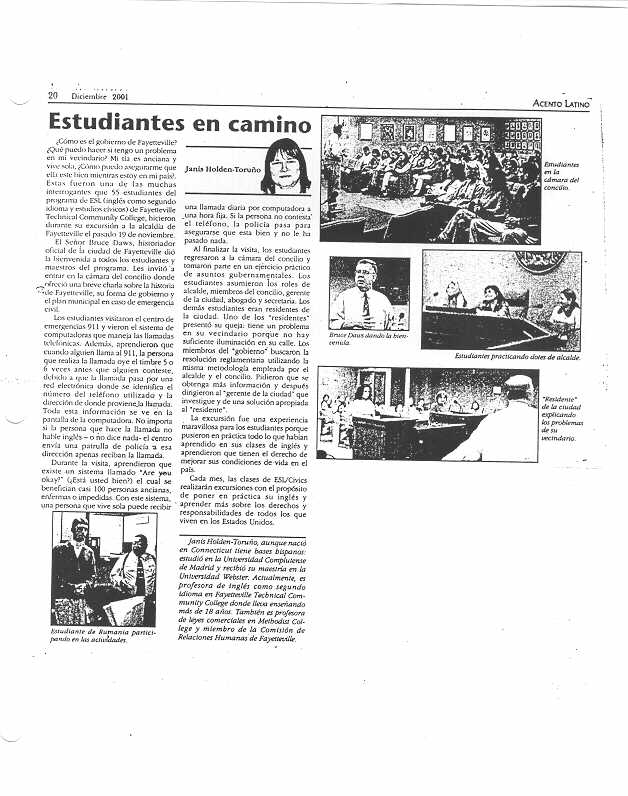 20 Diciembre 2001
ACENTO LATINO
Estudiantes en camino
Janis Holden-Toruño
¿Cómo es el gobierno de Fayetteville?
¿Qué puedo hacer si tengo un problema
en mi vecindario? Mi tía es anciana y
vive sola, ¿Cómo puedo asegurarme que
ella este bien mientras estoy en mi país?.
Estas fueron una de las muchas
interrogantes que 55 estudiantes del
programa de ESL (inglés como segundo
idioma y estudios cívicos) de Fayetteville
Technical Community College, hicieron
durante su excursión a la alcaldía de
Fayetteville el pasado 19 de noviembre.
El Señor Bruce Daws, historiador
oficial de la ciudad de Fayetteville dió
la bienvenida a todos los estudiantes y
maestros del programa. Les invitó a
entrar en la cámara del concilio donde
ofreció una breve charla sobre la historia
de Fayetteville, su forma de gobierno y
el plan municipal en caso de emergencia
civil.
Los estudiantes visitaron el centro de
emergencias 911 y vieron el sistema de
computadoras que maneja las llamadas
telefónicas. Además, aprendieron que
cuando alguien llama al 911, la persona
que realiza la llamada oye el timbre 5 o
6 veces antes que alguien conteste,
debido a que la llamada pasa por una
red electrónica donde se identifica el
número del teléfono utilizado y la
dirección de donde proviene la llamada.
Toda esta información se ve en la
pantalla de la computadora. No importa
si la persona que hace la llamada no
hable inglés – o no dice nada- el centro
envía una patrulla de policía a esa
dirección apenas reciban la llamada.
Durante la visita, aprendieron que
existe un sistema llamado "Are you
okay?" (¿Está usted bien?) el cual se
benefician casi 100 personas ancianas,
enfermas o impedidas. Con este sistema,
una persona que vive sola puede recibir
una llamada diaria por computadora a
una hora fija. Si la persona no contesta
el teléfono, la policía pasa para
asegurarse que esta bien y no le ha
pasado nada.
Al finalizar la visita, los estudiantes
regresaron a la cámara del concilio y
tomaron parte en un ejercicio práctico
de asuntos gubernamentales. Los
estudiantes asumieron los roles de
alcalde, miembros del concilio, gerente
de la ciudad, abogado y secretaria. Los
demás estudiantes eran residentes de
la ciudad. Uno de los "residentes"
presentó su queja: tiene un problema
en su vecindario porque no hay
suficiente iluminación en su calle. Los
miembros del "gobierno" buscaron la
resolución reglamentaria utilizando la
misma metodología empleada por el
alcalde y el concilio. Pidieron que se
obtenga más información y después
dirigieron al "gerente de la ciudad" que
investigue y de una solución apropiada
al "residente".
La excursión fue una experiencia
maravillosa para los estudiantes porque
pusieron en práctica todo lo que habían
aprendido en sus clases de inglés y
aprendieron que tienen el derecho de
mejorar sus condiciones de vida en el
país.
Cada mes, las clases de ESL/Civics
realizarán excursiones con el propósito
de poner en práctica su inglés y
aprender más sobre los derechos y
responsabilidades de todos los que
viven en los Estados Unidos.
Janis Holden-Toruño, aunque nació
en Connecticut tiene bases hispanas:
estudió en la Universidad Complutense
de Madrid y recibió su maestría en la
Universidad Webster. Actualmente, es
profesora de inglés como segundo
idioma en Fayetteville Technical Com-
munity College donde lleva enseñando
más de 18 años. También es profesora
de leyes comerciales en Methodist Col-
lege y miembro de la Comisión de
Relaciones Humanas de Fayetteville.
Estudiante de Rumania partici-
pando en las actividades.
Estudiantes
en la
cámara del
concilio.
Bruce Daws dando la bien-
venida.
Estudiantes practicando dotes de alcalde.
"Residente"
de la ciudad
explicando
los problemas
de su
vecindario.